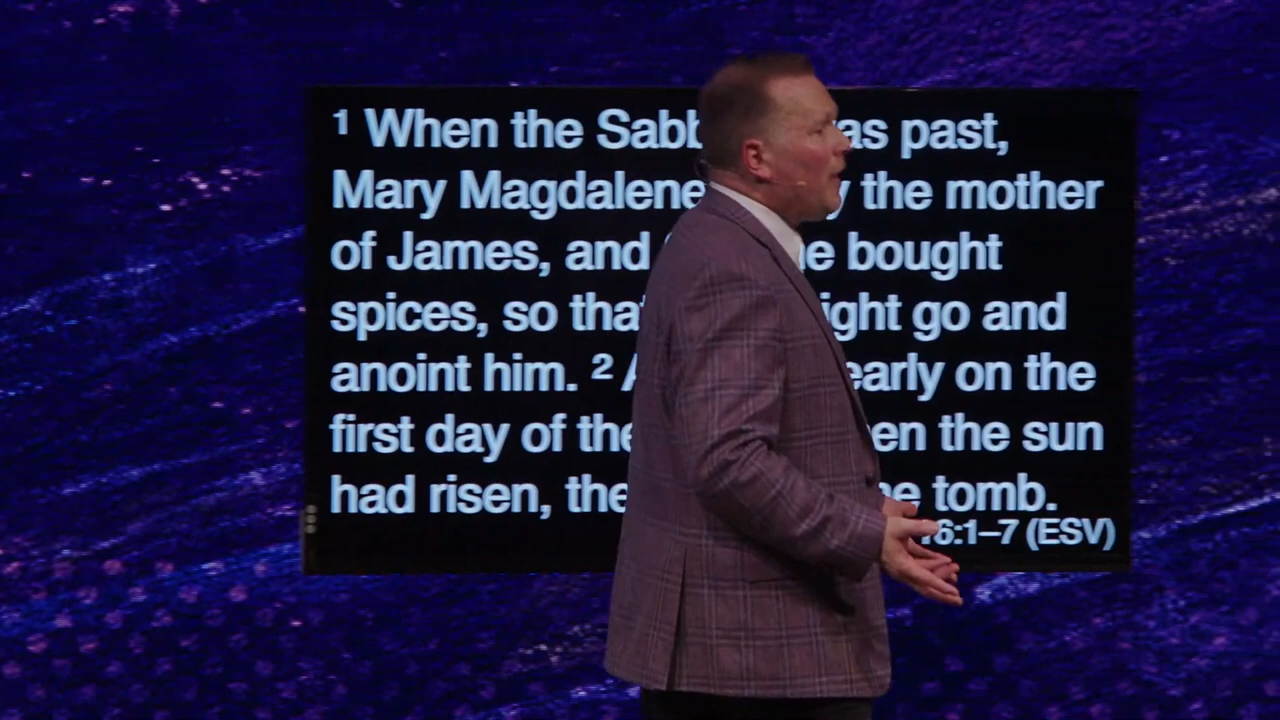 ¹ When the Sabb as past,
Mary Magdalene y the mother
of James, and e bought
spices, so that ight go and
anoint him. ² A early on the
first day of the en the sun
had risen, the e tomb.
16:1–7 (ESV)